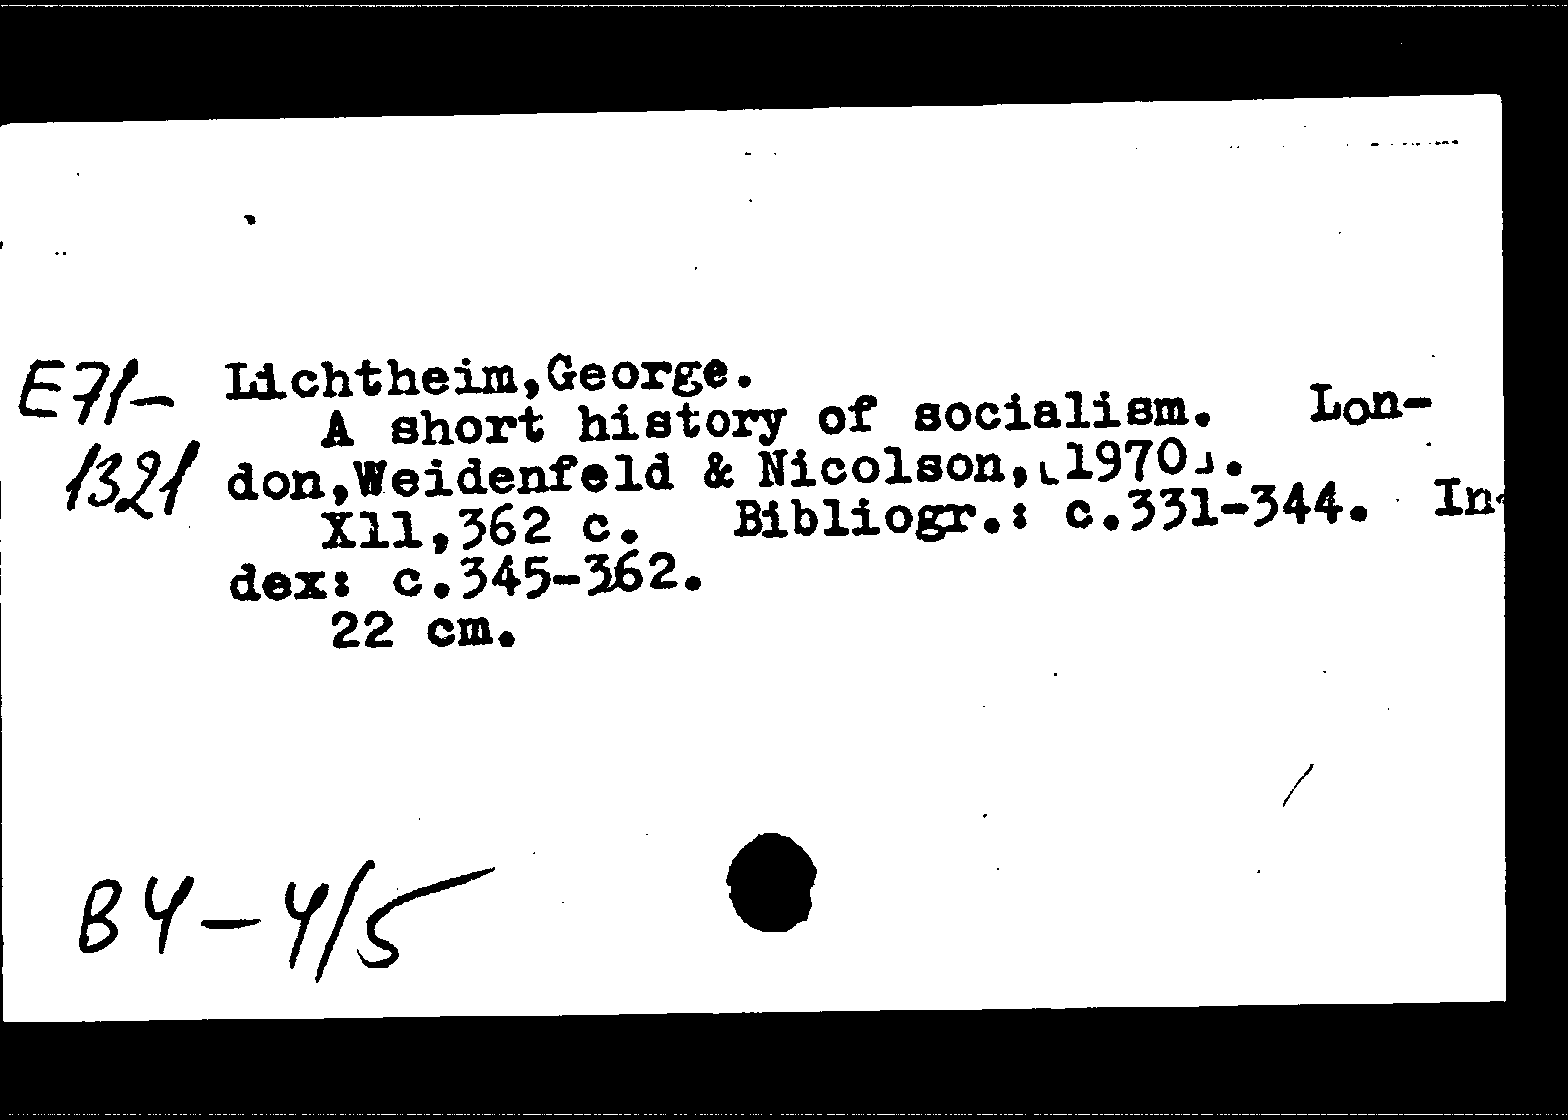 E71-
1321
Lichtheim,George.
A short history of socialism. Lon-
don,Weidenfeld & Nicolson,[1970].
X11,362 c. Bibliogr.: c.331-344. In-
dex: c.345-362.
22 cm.
B4-4/5